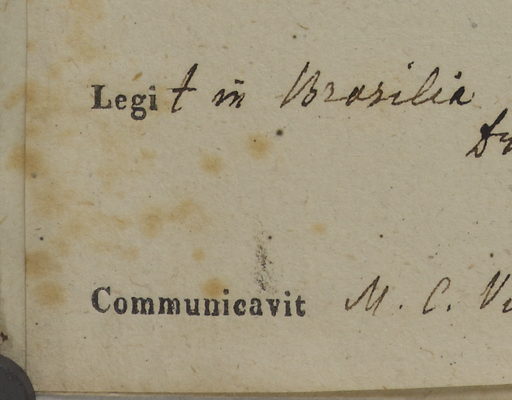 Legit in Brasilia
Communicavit M. C.